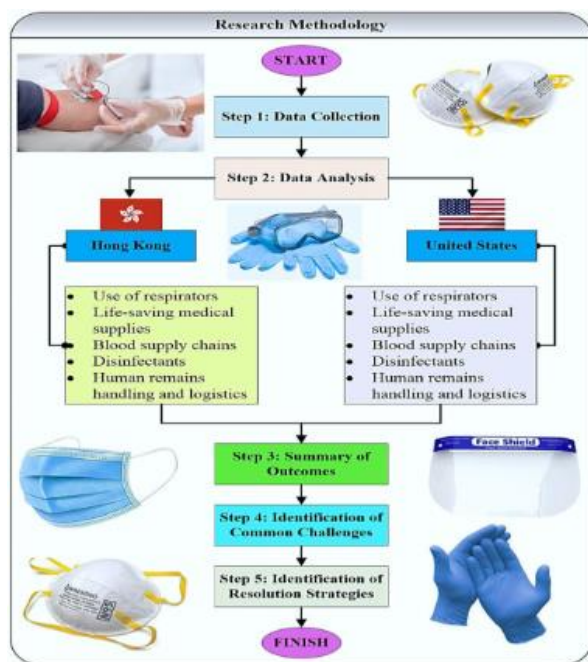 Research Methodology
START
Step 1: Data Collection
Step 2: Data Analysis
Hong Kong
United States
• Use of respirators
• Life-saving medical
supplies
• Blood supply chains
• Disinfectants
• Human remains
handling and logistics
• Use of respirators
• Life-saving medical
supplies
• Blood supply chains
• Disinfectants
• Human remains
handling and logistics
Step 3: Summary of
Outcomes
Face Shield
Step 4: Identification of
Common Challenges
Step 5: Identification of
Resolution Strategies
FINISH